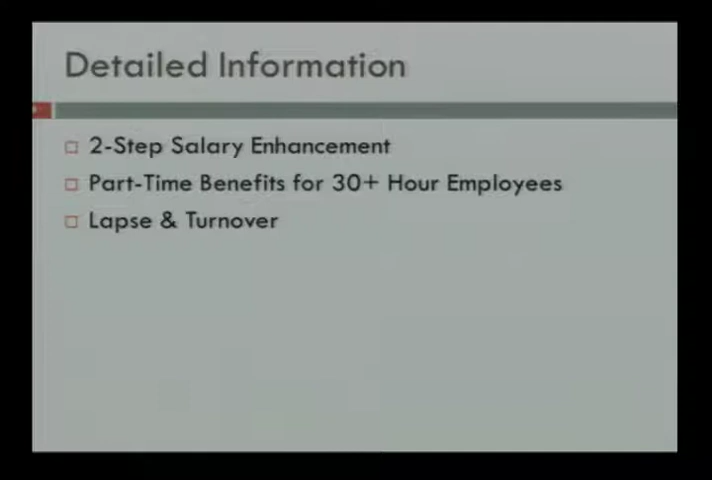 Detailed Information
2-Step Salary Enhancement
Part-Time Benefits for 30+ Hour Employees
Lapse & Turnover